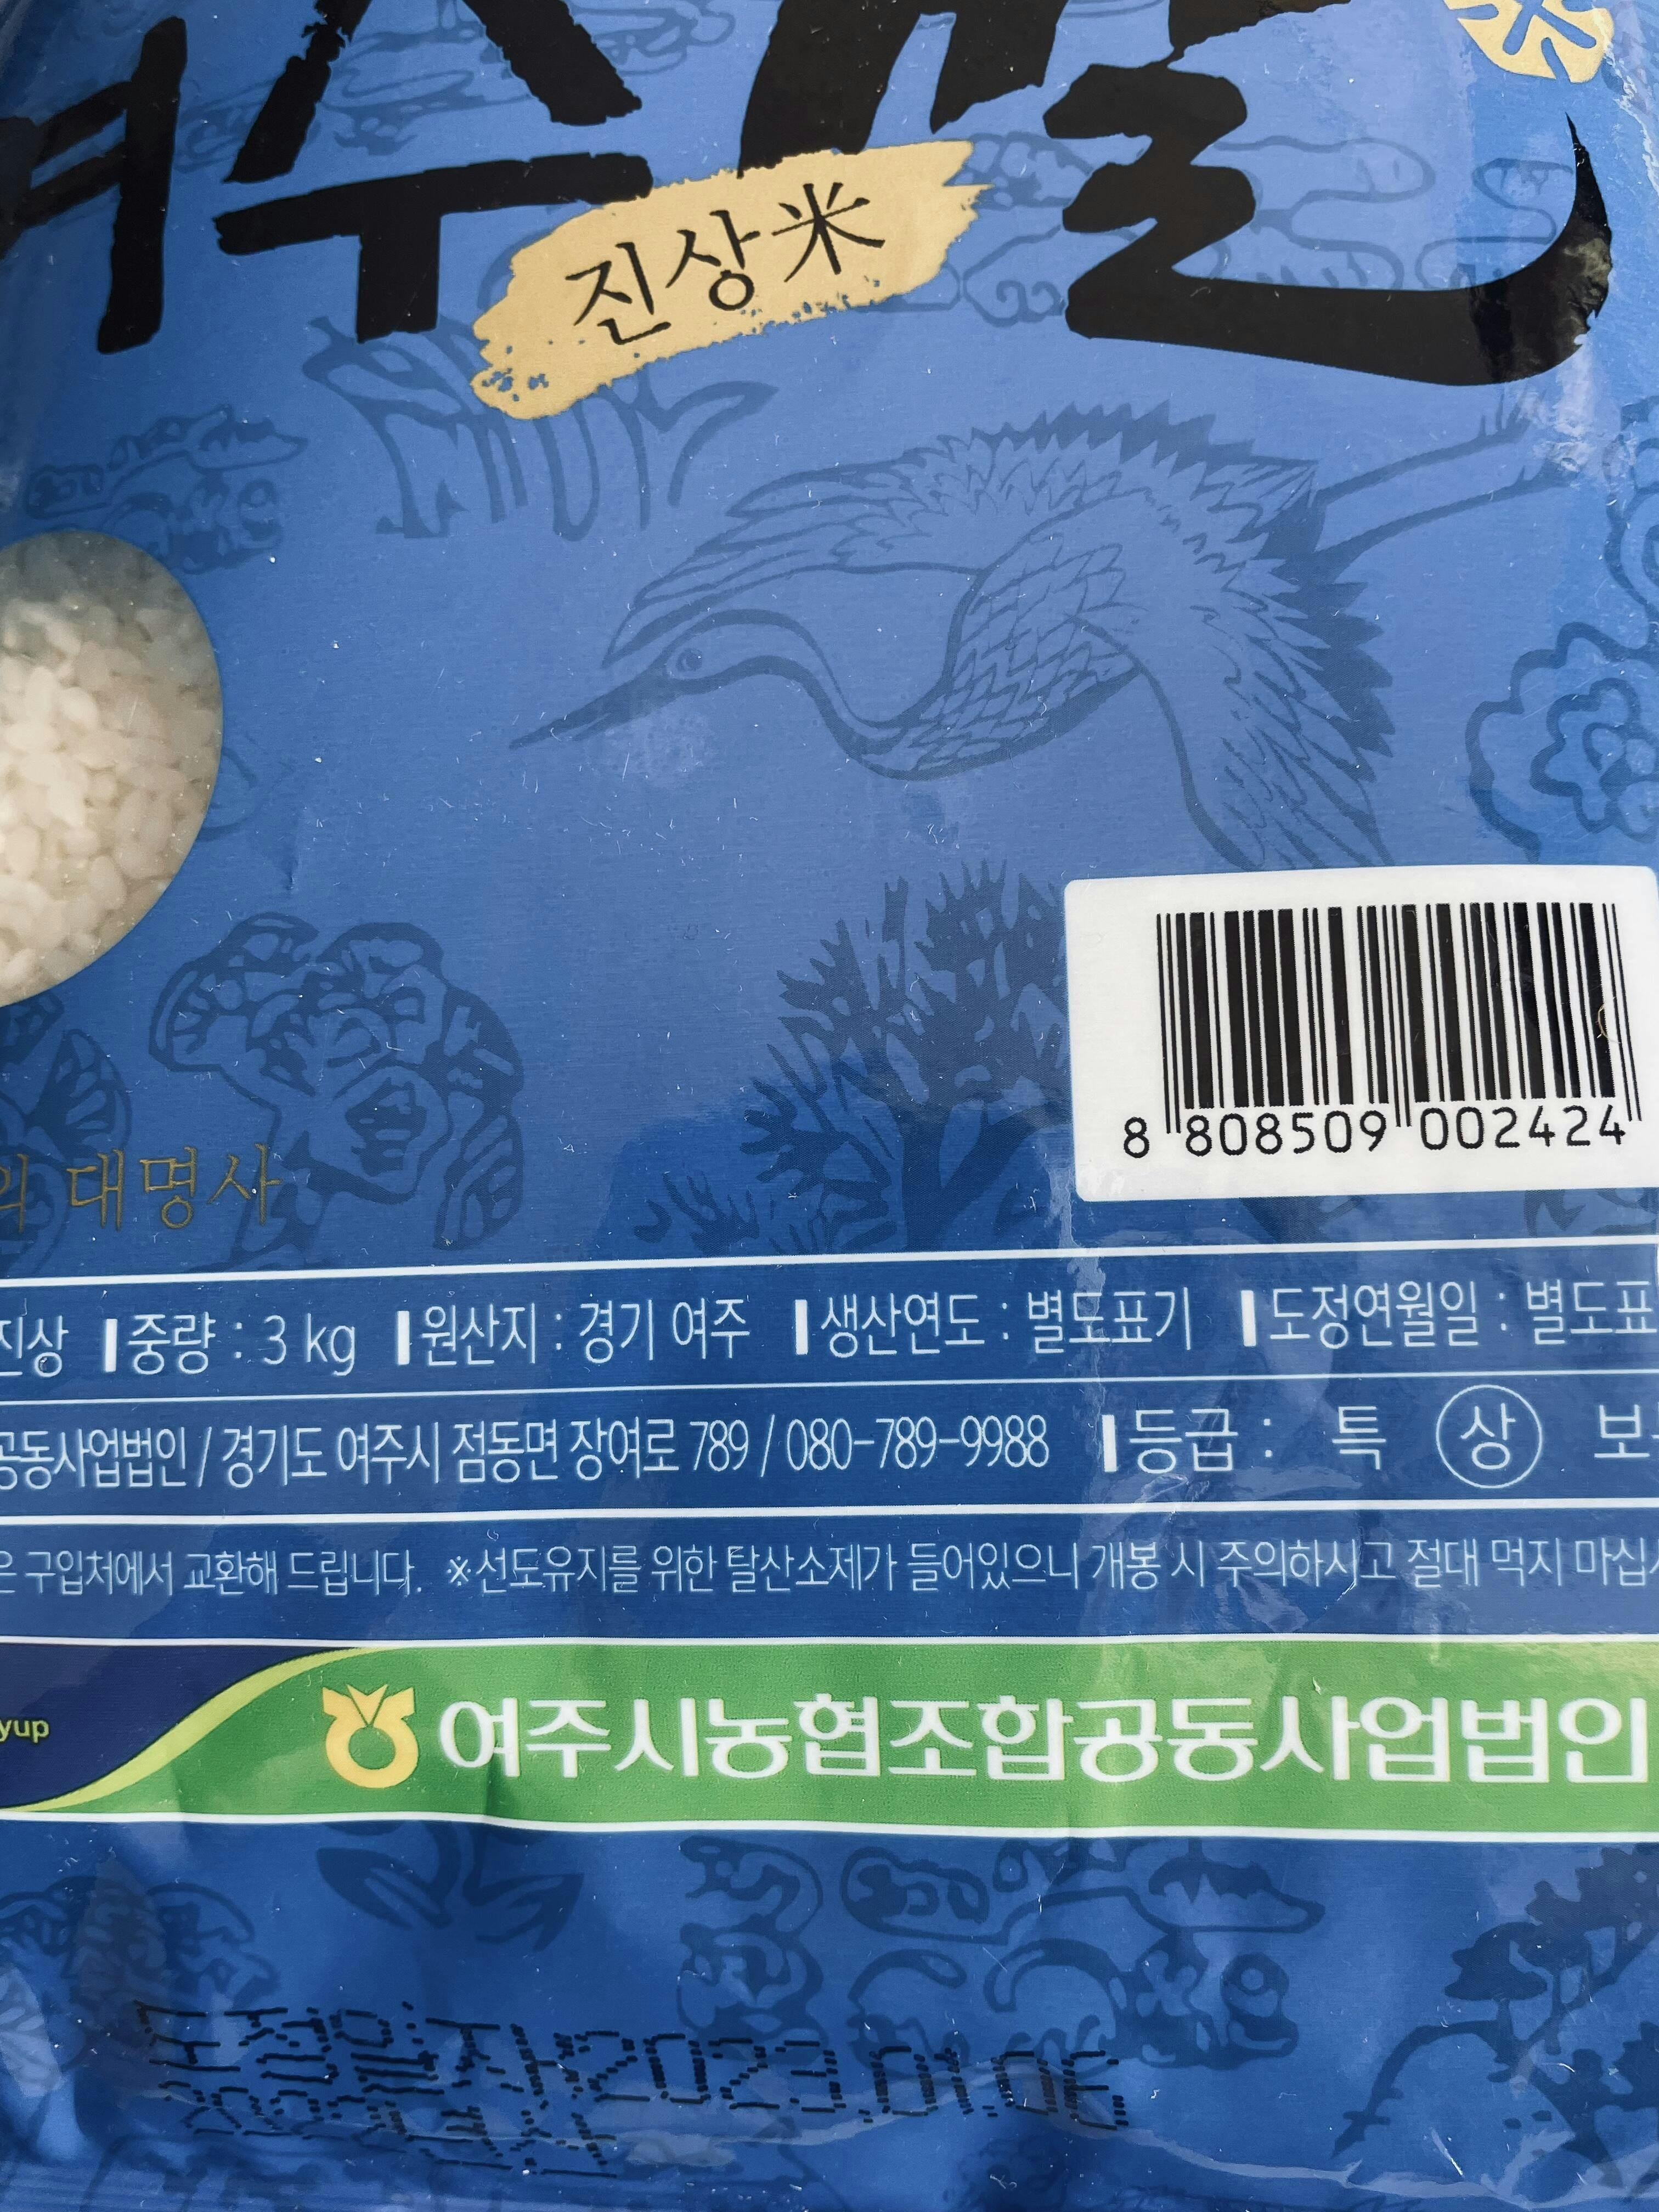 진상米
8 808509 002424
대명사
진상 중량 : 3 kg 원산지 : 경기 여주 생산연도 : 별도표기 도정연월일 : 별도표
공동사업법인 / 경기도 여주시 점동면 장여로 789 / 080-789-9988 등급 : 특 상 보
은 구입처에서 교환해 드립니다. ※선도유지를 위한 탈산소제가 들어있으니 개봉 시 주의하시고 절대 먹지 마십
yup
여주시농협조합공동사업법인
도정일자